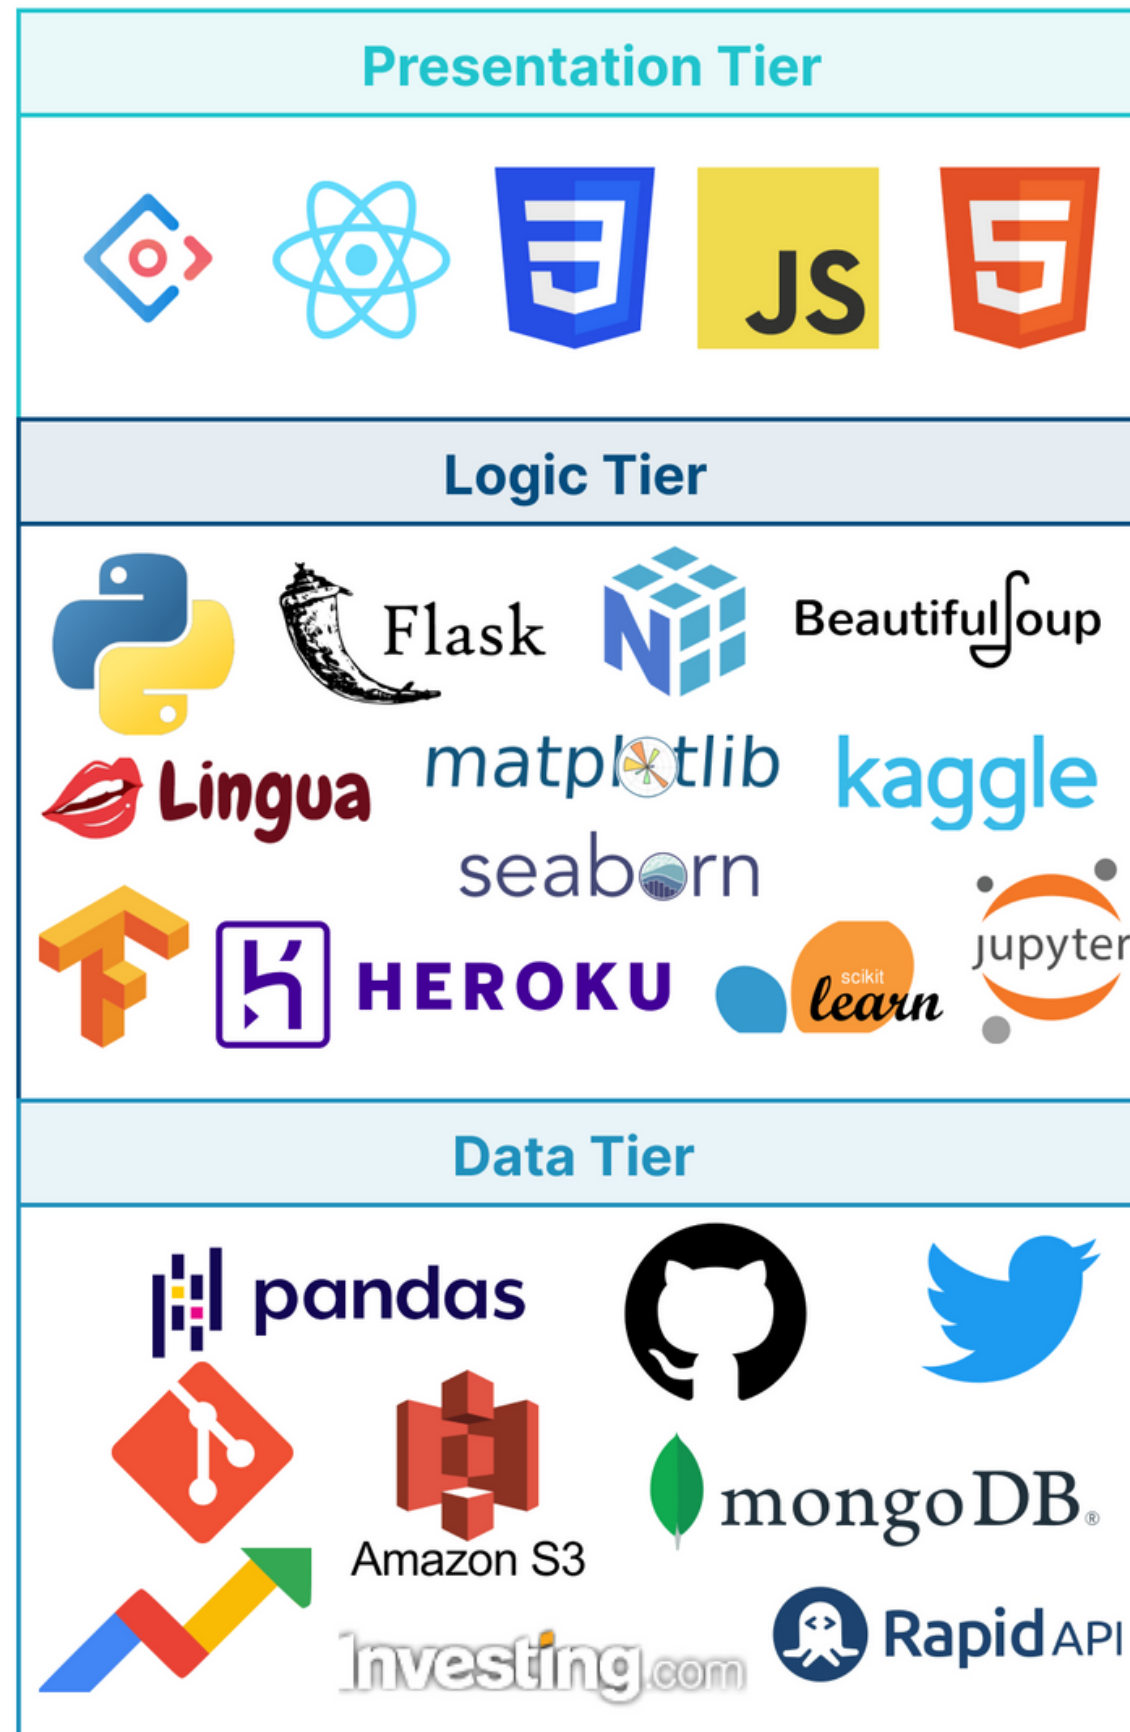 Presentation Tier
JS
Logic Tier
Flask
N
BeautifulSoup
Lingua
matplotlib
kaggle
seaborn
HEROKU
scikit
learn
jupyter
Data Tier
pandas
Amazon S3
mongoDB®
Investing.com
RapidAPI